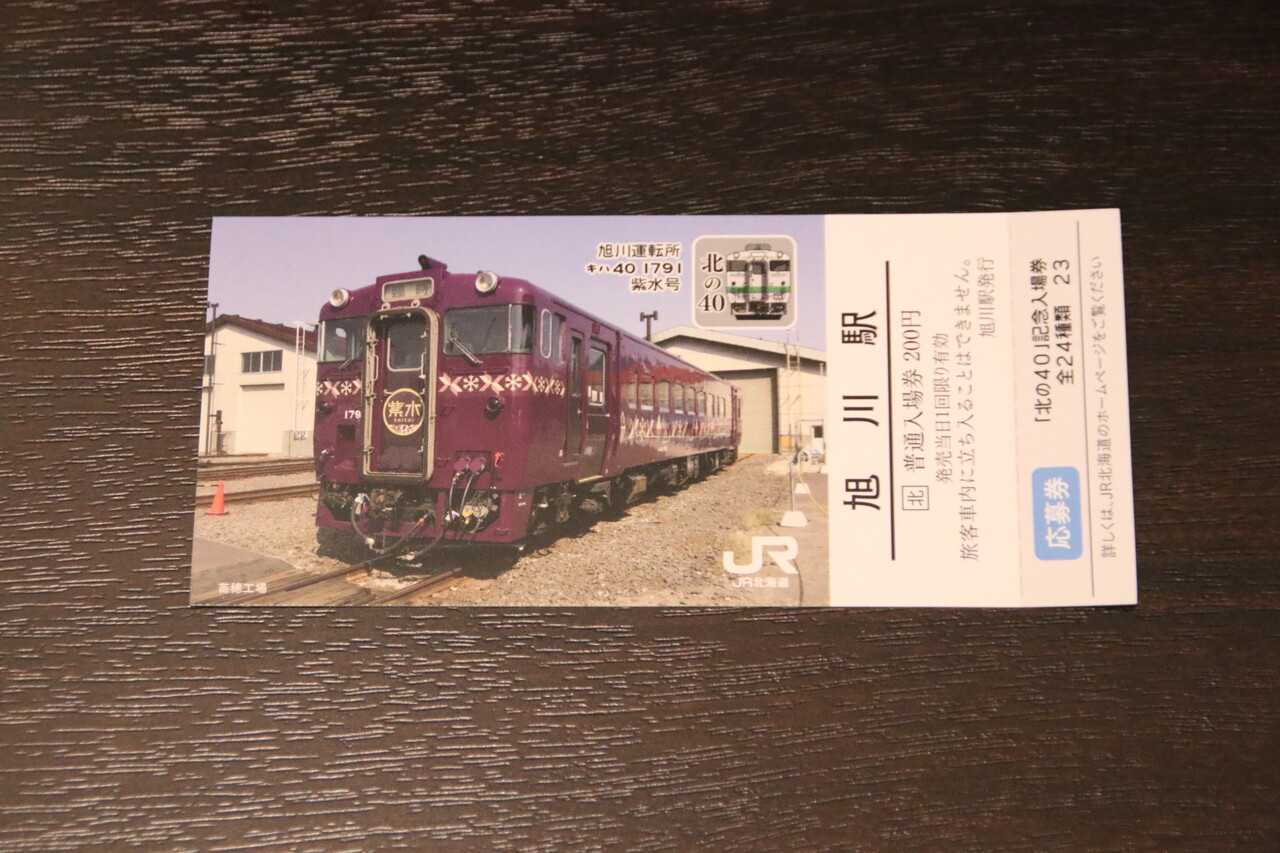 旭川運転所
キハ40 1791
紫水号
北の40
179
紫水
SHISUI
苗穂工場
JR
JR北海道
旭川駅
北 普通入場券 200円
発売当日1回限り有効
旅客車内に立ち入ることはできません。
旭川駅発行
「北の40」記念入場券
全24種類 23
応募券
詳しくは、JR北海道のホームページをご覧ください